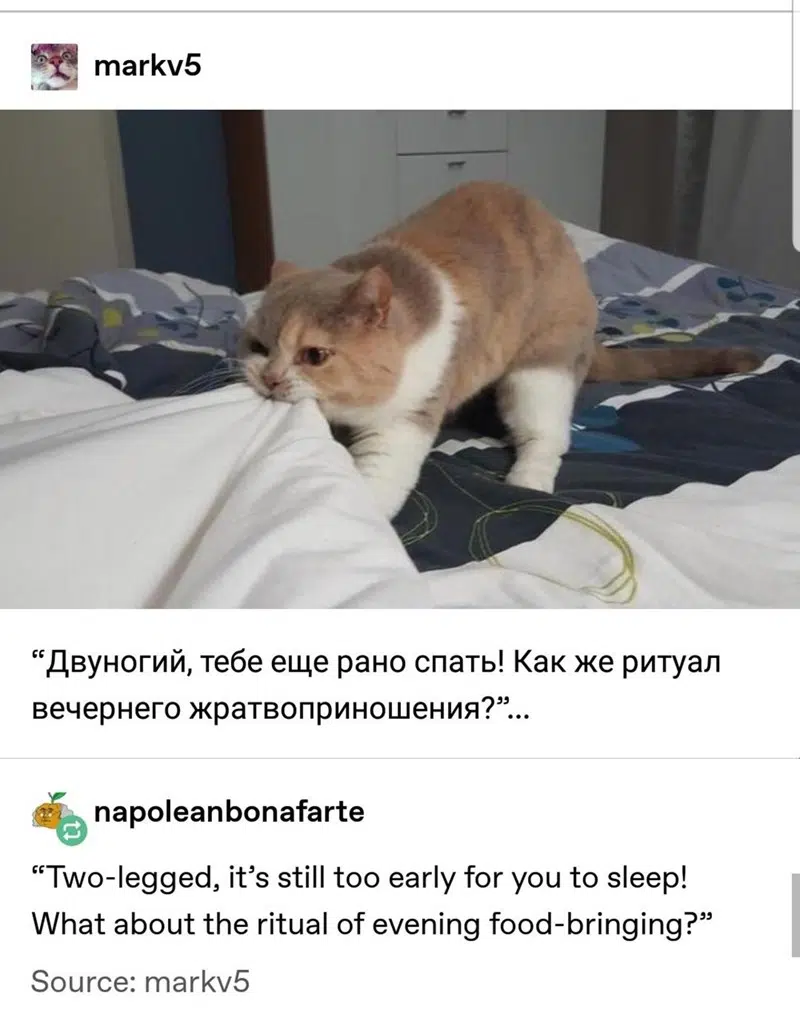 markv5
“Двуногий, тебе еще рано спать! Как же ритуал
вечернего жратвоприношения?”...
napoleanbonafarte
“Two-legged, it’s still too early for you to sleep!
What about the ritual of evening food-bringing?”
Source: markv5